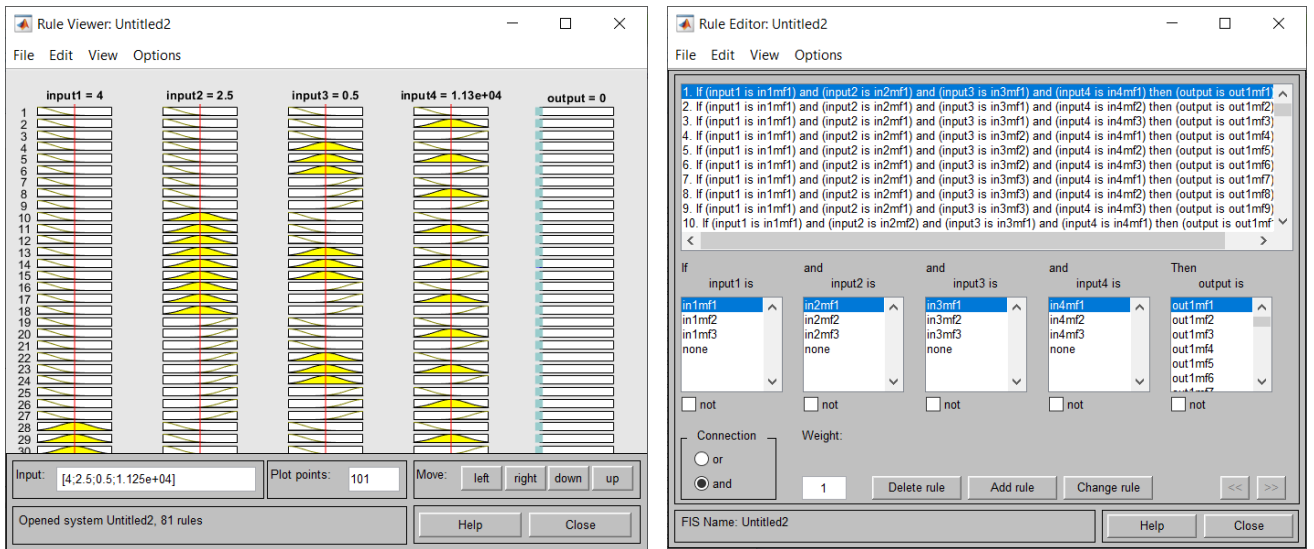 Rule Viewer: Untitled2
File Edit View Options
input1 = 4 input2 = 2.5 input3 = 0.5 input4 = 1.13e+04 output = 0
1
2
3
4
5
6
7
8
9
10
11
12
13
14
15
16
17
18
19
20
21
22
23
24
25
26
27
28
29
30
Input: [4;2.5;0.5;1.125e+04] Plot points: 101 Move: left right down up
Opened system Untitled2, 81 rules Help Close
Rule Editor: Untitled2
File Edit View Options
1. If (input1 is in1mf1) and (input2 is in2mf1) and (input3 is in3mf1) and (input4 is in4mf1) then (output is out1mf1)
2. If (input1 is in1mf1) and (input2 is in2mf1) and (input3 is in3mf1) and (input4 is in4mf2) then (output is out1mf2)
3. If (input1 is in1mf1) and (input2 is in2mf1) and (input3 is in3mf1) and (input4 is in4mf3) then (output is out1mf3)
4. If (input1 is in1mf1) and (input2 is in2mf1) and (input3 is in3mf2) and (input4 is in4mf1) then (output is out1mf4)
5. If (input1 is in1mf1) and (input2 is in2mf1) and (input3 is in3mf2) and (input4 is in4mf2) then (output is out1mf5)
6. If (input1 is in1mf1) and (input2 is in2mf1) and (input3 is in3mf2) and (input4 is in4mf3) then (output is out1mf6)
7. If (input1 is in1mf1) and (input2 is in2mf1) and (input3 is in3mf3) and (input4 is in4mf1) then (output is out1mf7)
8. If (input1 is in1mf1) and (input2 is in2mf1) and (input3 is in3mf3) and (input4 is in4mf2) then (output is out1mf8)
9. If (input1 is in1mf1) and (input2 is in2mf1) and (input3 is in3mf3) and (input4 is in4mf3) then (output is out1mf9)
10. If (input1 is in1mf1) and (input2 is in2mf2) and (input3 is in3mf1) and (input4 is in4mf1) then (output is out1mf
If and and and Then
input1 is input2 is input3 is input4 is output is
in1mf1 in2mf1 in3mf1 in4mf1 out1mf1
in1mf2 in2mf2 in3mf2 in4mf2 out1mf2
in1mf3 in2mf3 in3mf3 in4mf3 out1mf3
none none none none out1mf4
out1mf5
out1mf6
not not not not not
Connection Weight:
or
and 1 Delete rule Add rule Change rule << >>
FIS Name: Untitled2 Help Close